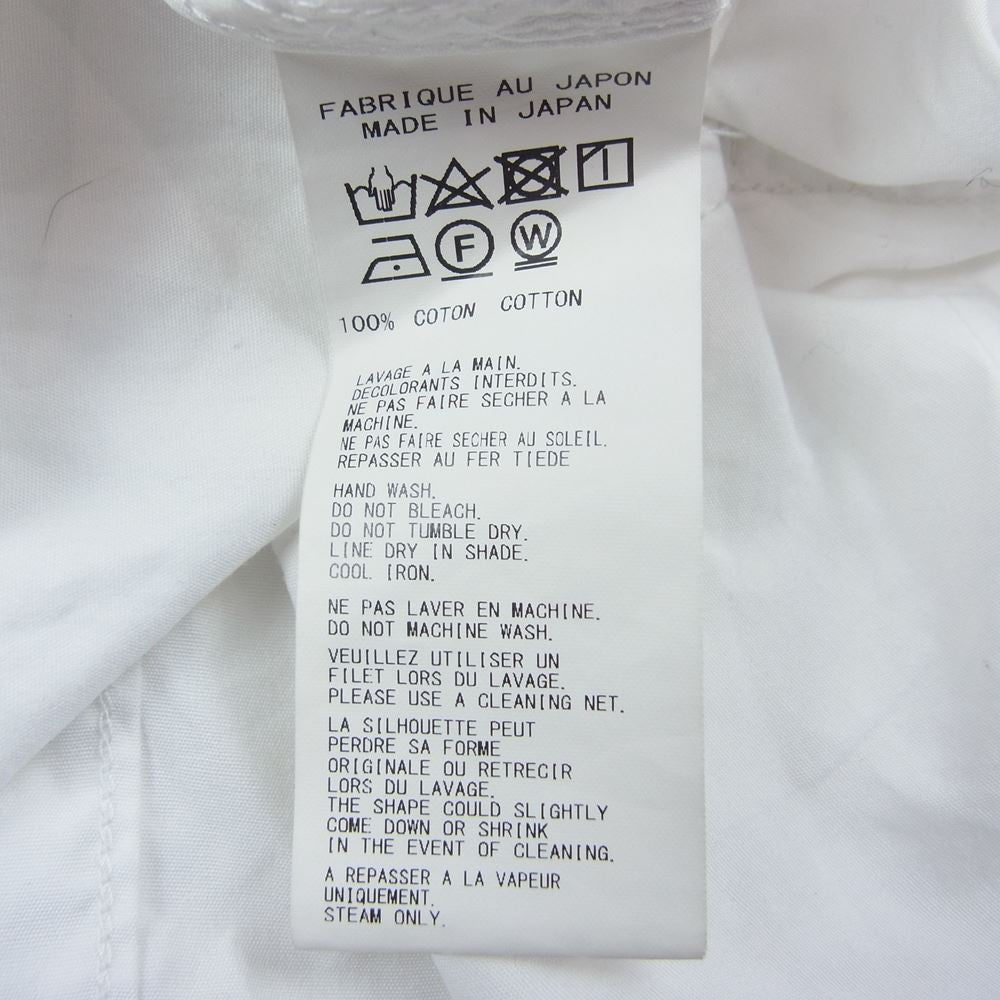 FABRIQUE AU JAPON
MADE IN JAPAN
F W
100% COTON COTTON
LAVAGE A LA MAIN.
DECOLORANTS INTERDITS.
NE PAS FAIRE SECHER A LA
MACHINE.
NE PAS FAIRE SECHER AU SOLEIL.
REPASSER AU FER TIEDE
HAND WASH.
DO NOT BLEACH.
DO NOT TUMBLE DRY.
LINE DRY IN SHADE.
COOL IRON.
NE PAS LAVER EN MACHINE.
DO NOT MACHINE WASH.
VEUILLEZ UTILISER UN
FILET LORS DU LAVAGE.
PLEASE USE A CLEANING NET.
LA SILHOUETTE PEUT
PERDRE SA FORME
ORIGINALE OU RETRECIR
LORS DU LAVAGE.
THE SHAPE COULD SLIGHTLY
COME DOWN OR SHRINK
IN THE EVENT OF CLEANING.
A REPASSER A LA VAPEUR
UNIQUEMENT.
STEAM ONLY.